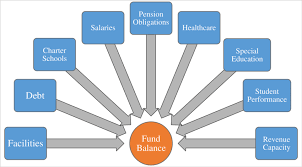 Pension
Obligations
Salaries
Healthcare
Charter
Schools
Special
Education
Debt
Student
Performance
Facilities
Fund
Balance
Revenue
Capacity